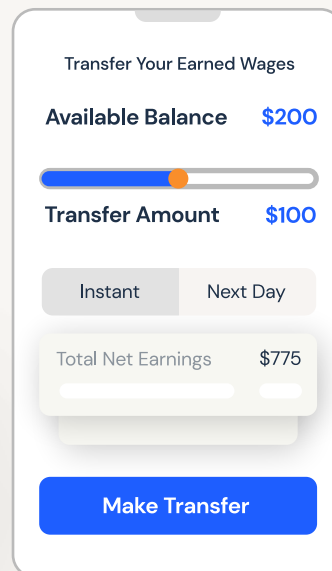 Transfer Your Earned Wages
Available Balance $200
Transfer Amount $100
Instant Next Day
Total Net Earnings $775
Make Transfer